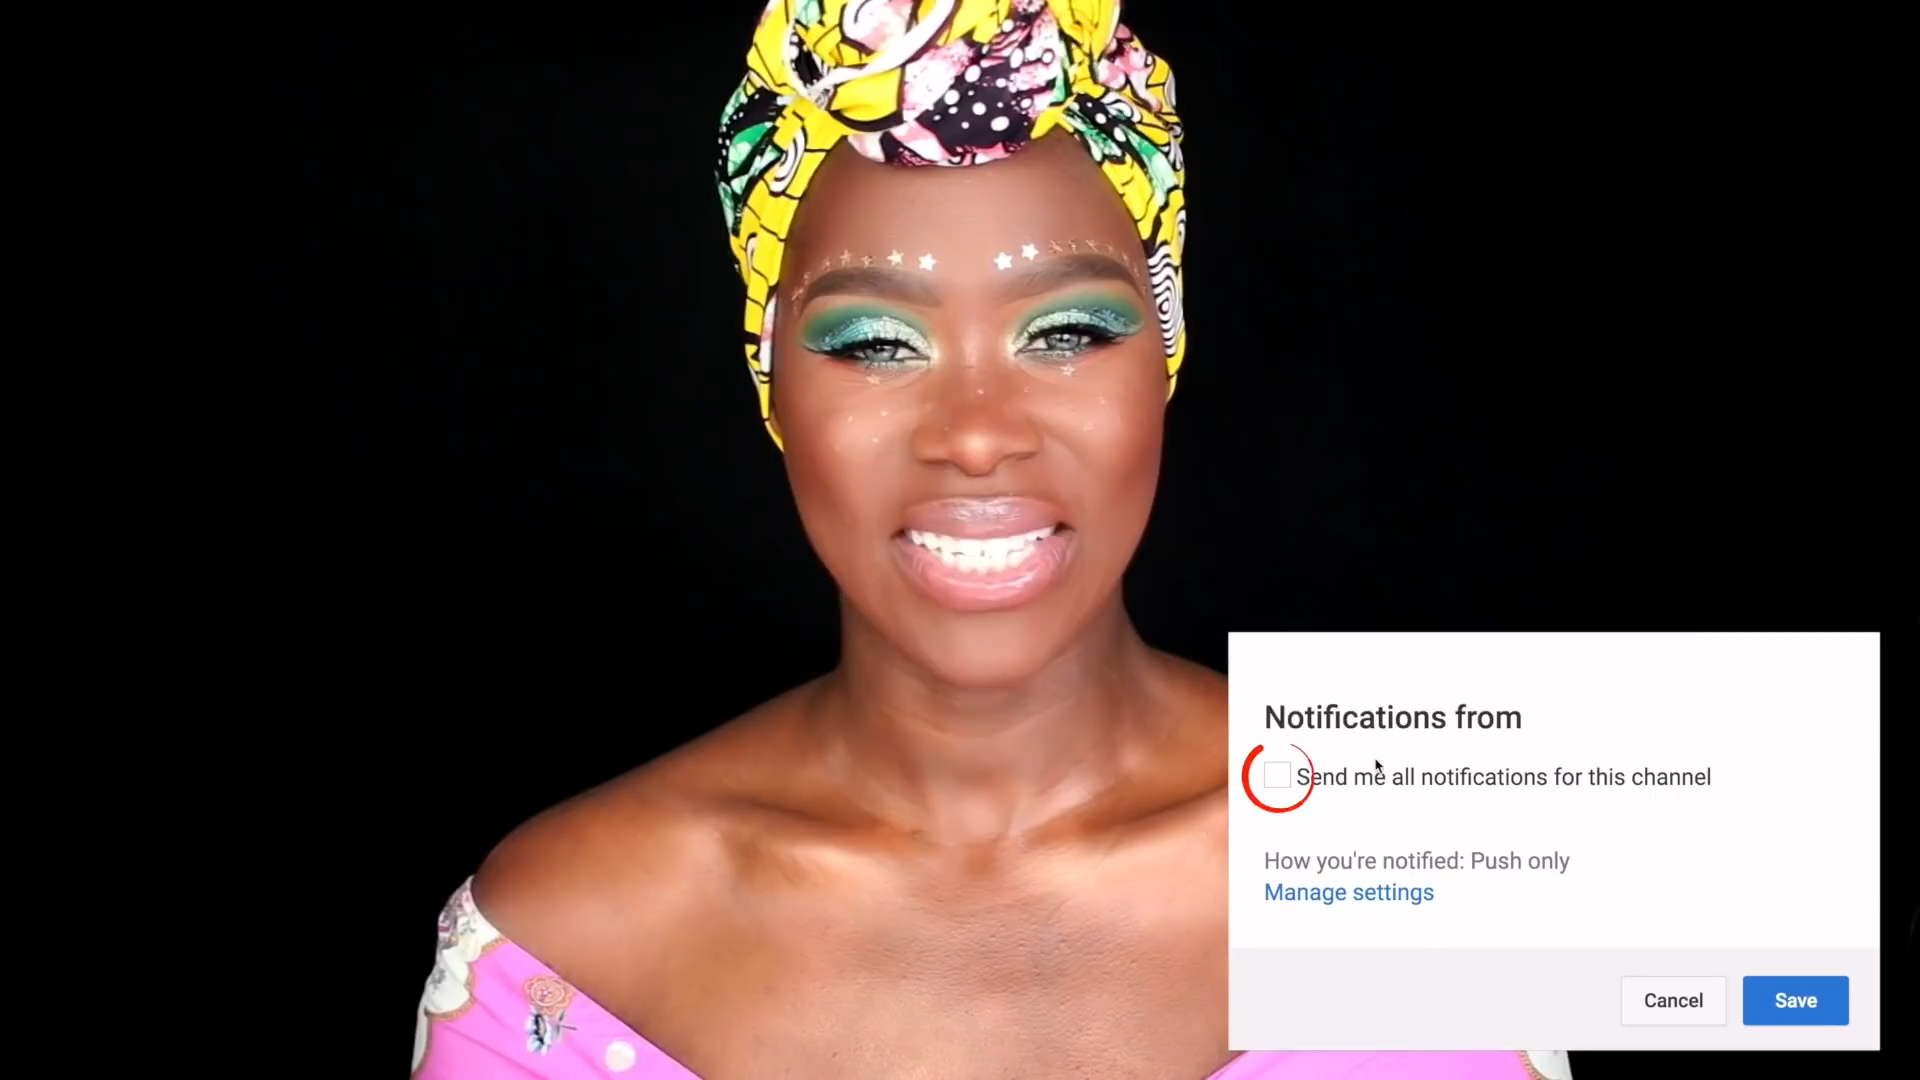 Notifications from
Send me all notifications for this channel
How you're notified: Push only
Manage settings
Cancel
Save